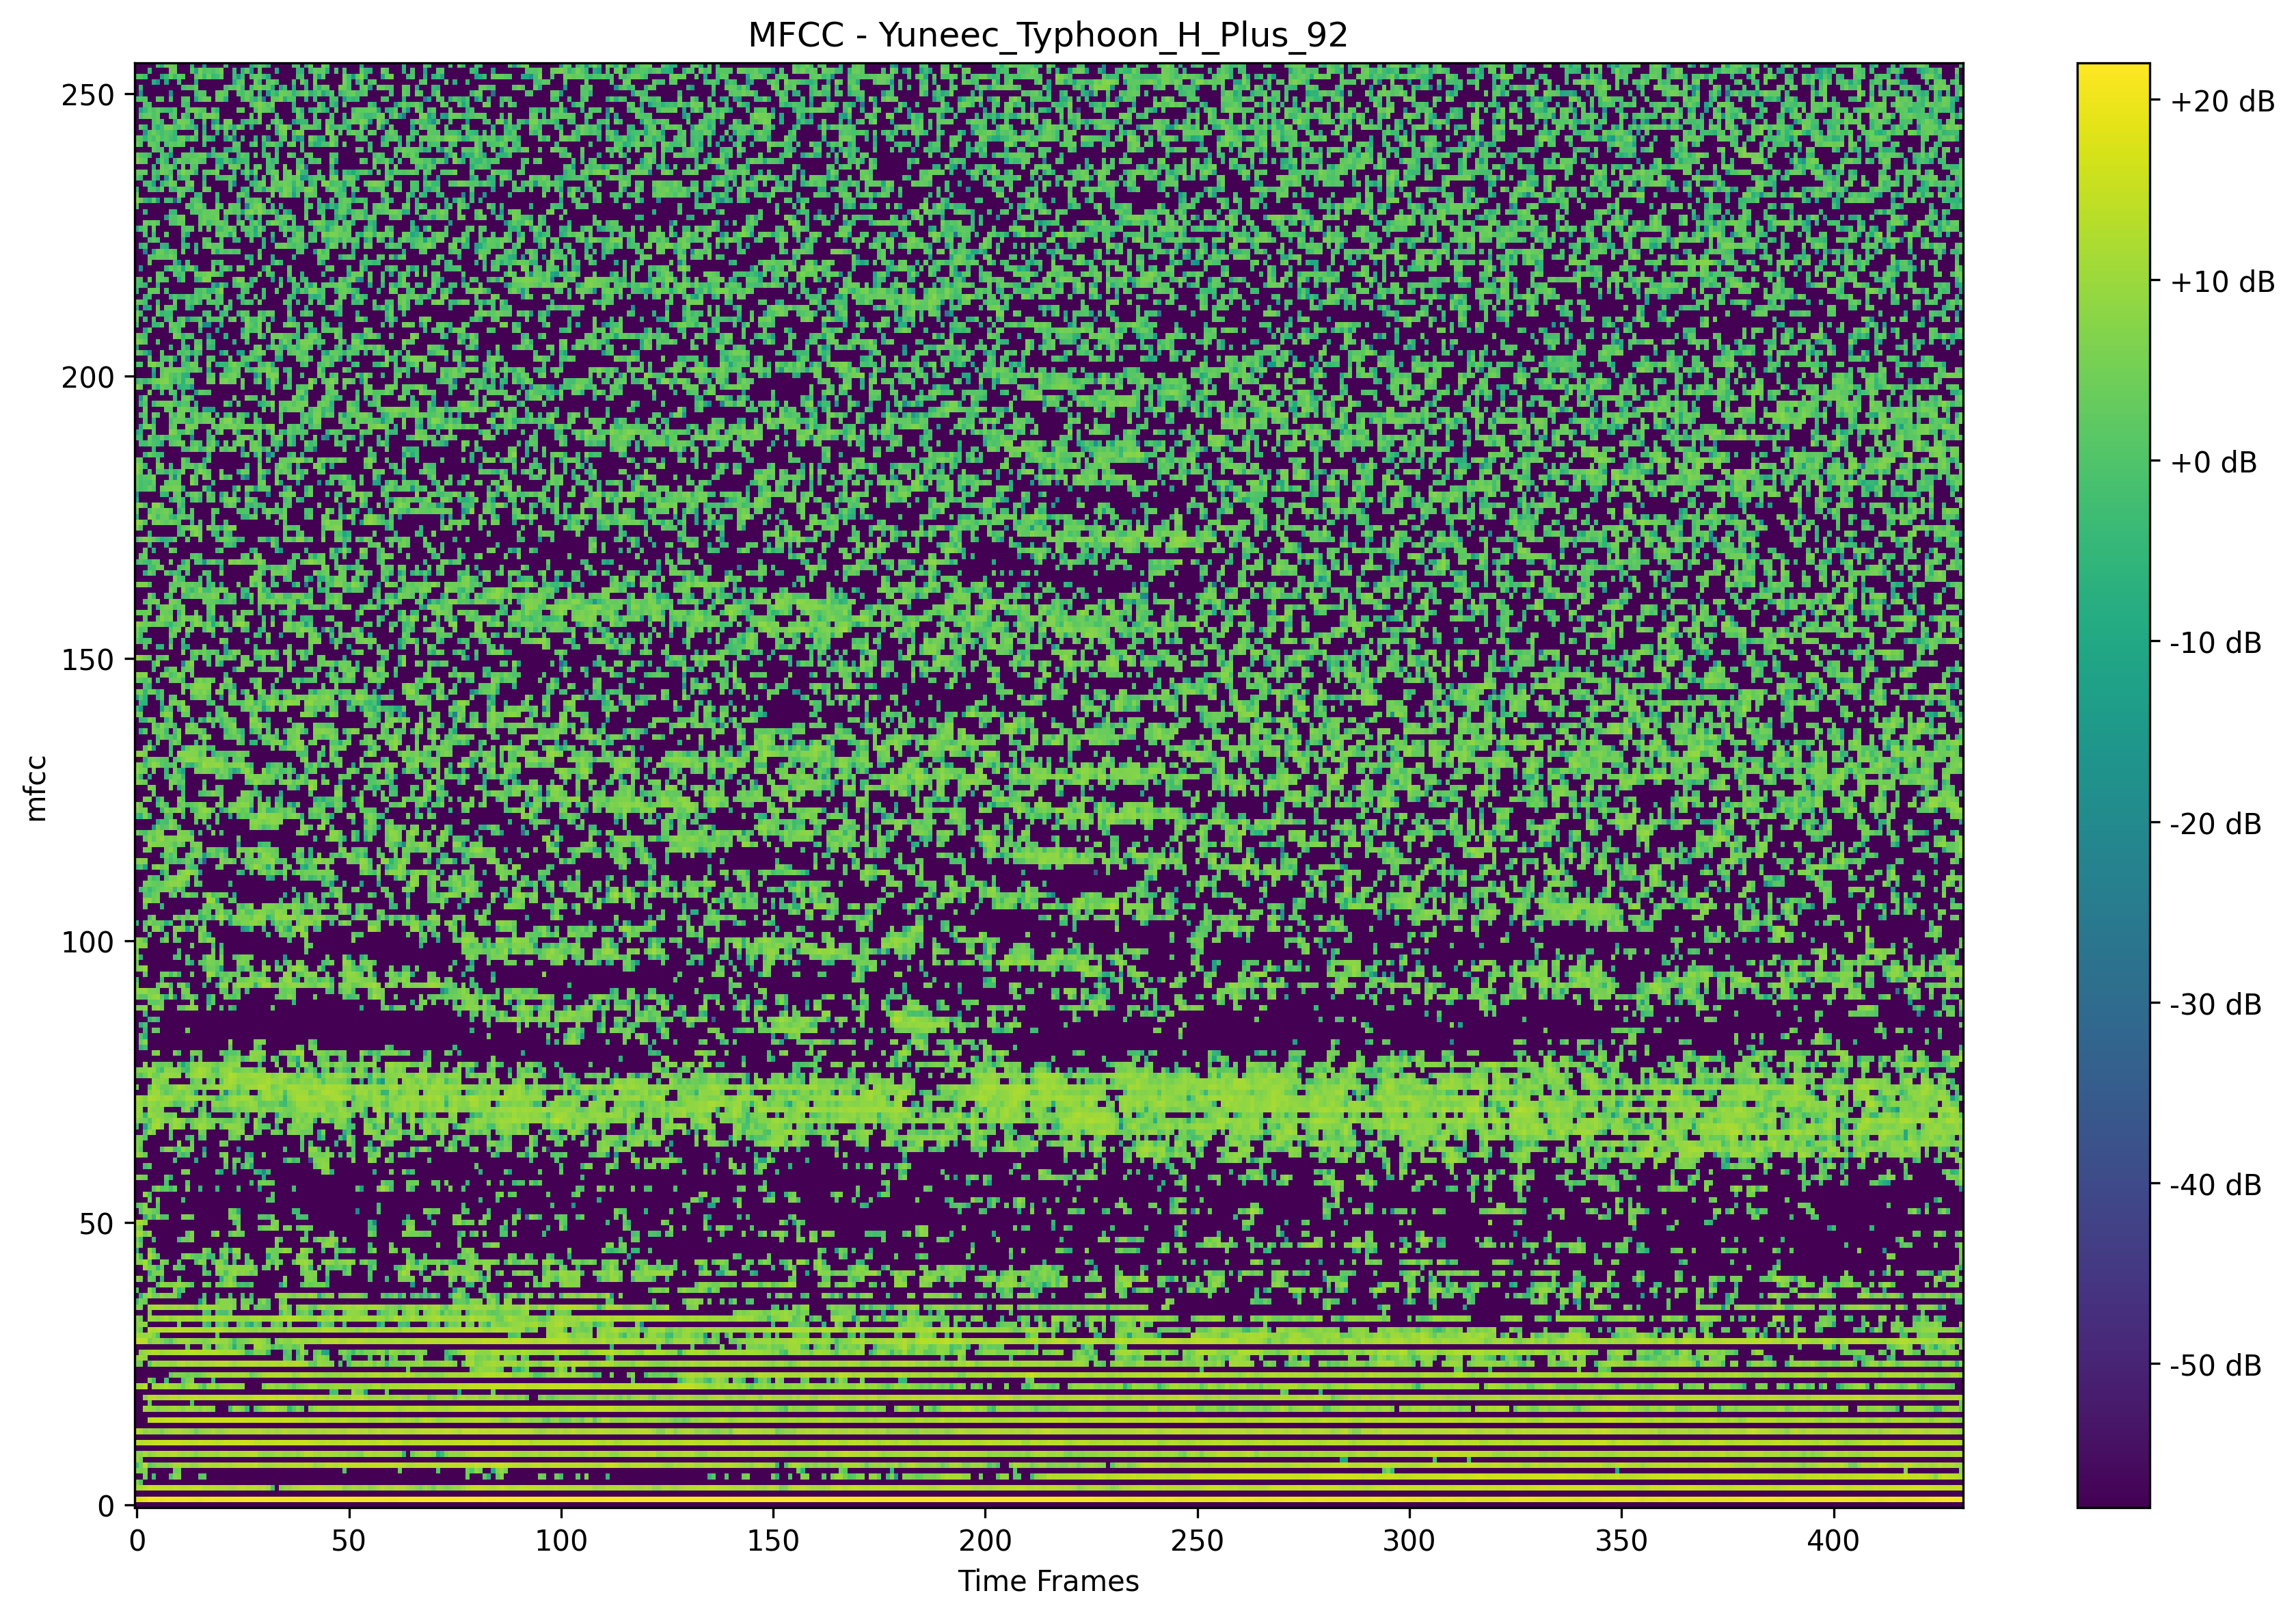 MFCC - Yuneec_Typhoon_H_Plus_92
250
200
150
100
50
0
mfcc
0 50 100 150 200 250 300 350 400
Time Frames
+20 dB
+10 dB
+0 dB
-10 dB
-20 dB
-30 dB
-40 dB
-50 dB